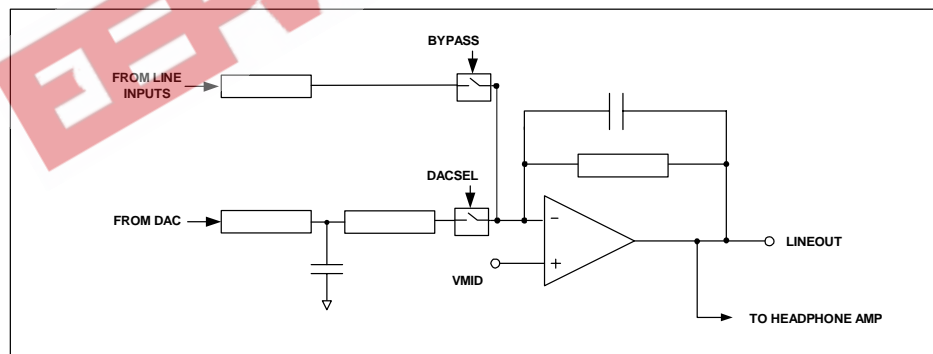 BYPASS
FROM LINE
INPUTS
DACSEL
FROM DAC
VMID
LINEOUT
TO HEADPHONE AMP